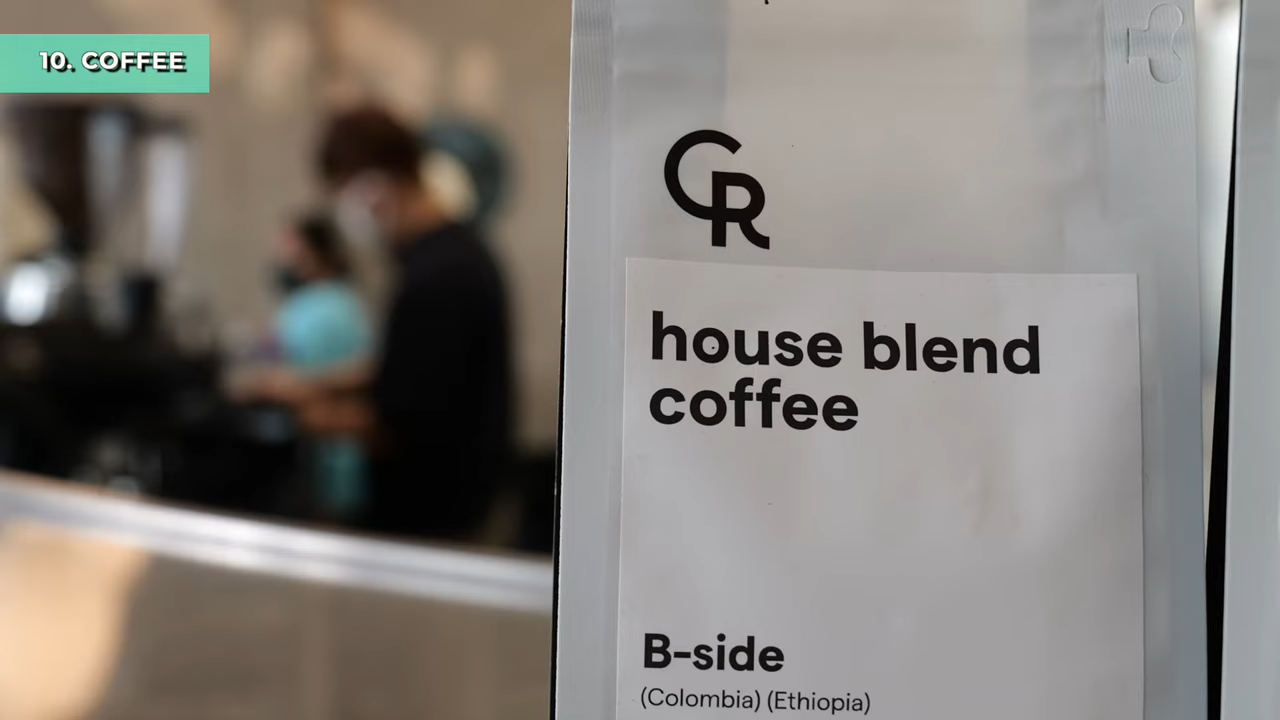 10. COFFEE
CR
house blend
coffee
B-side
(Colombia) (Ethiopia)